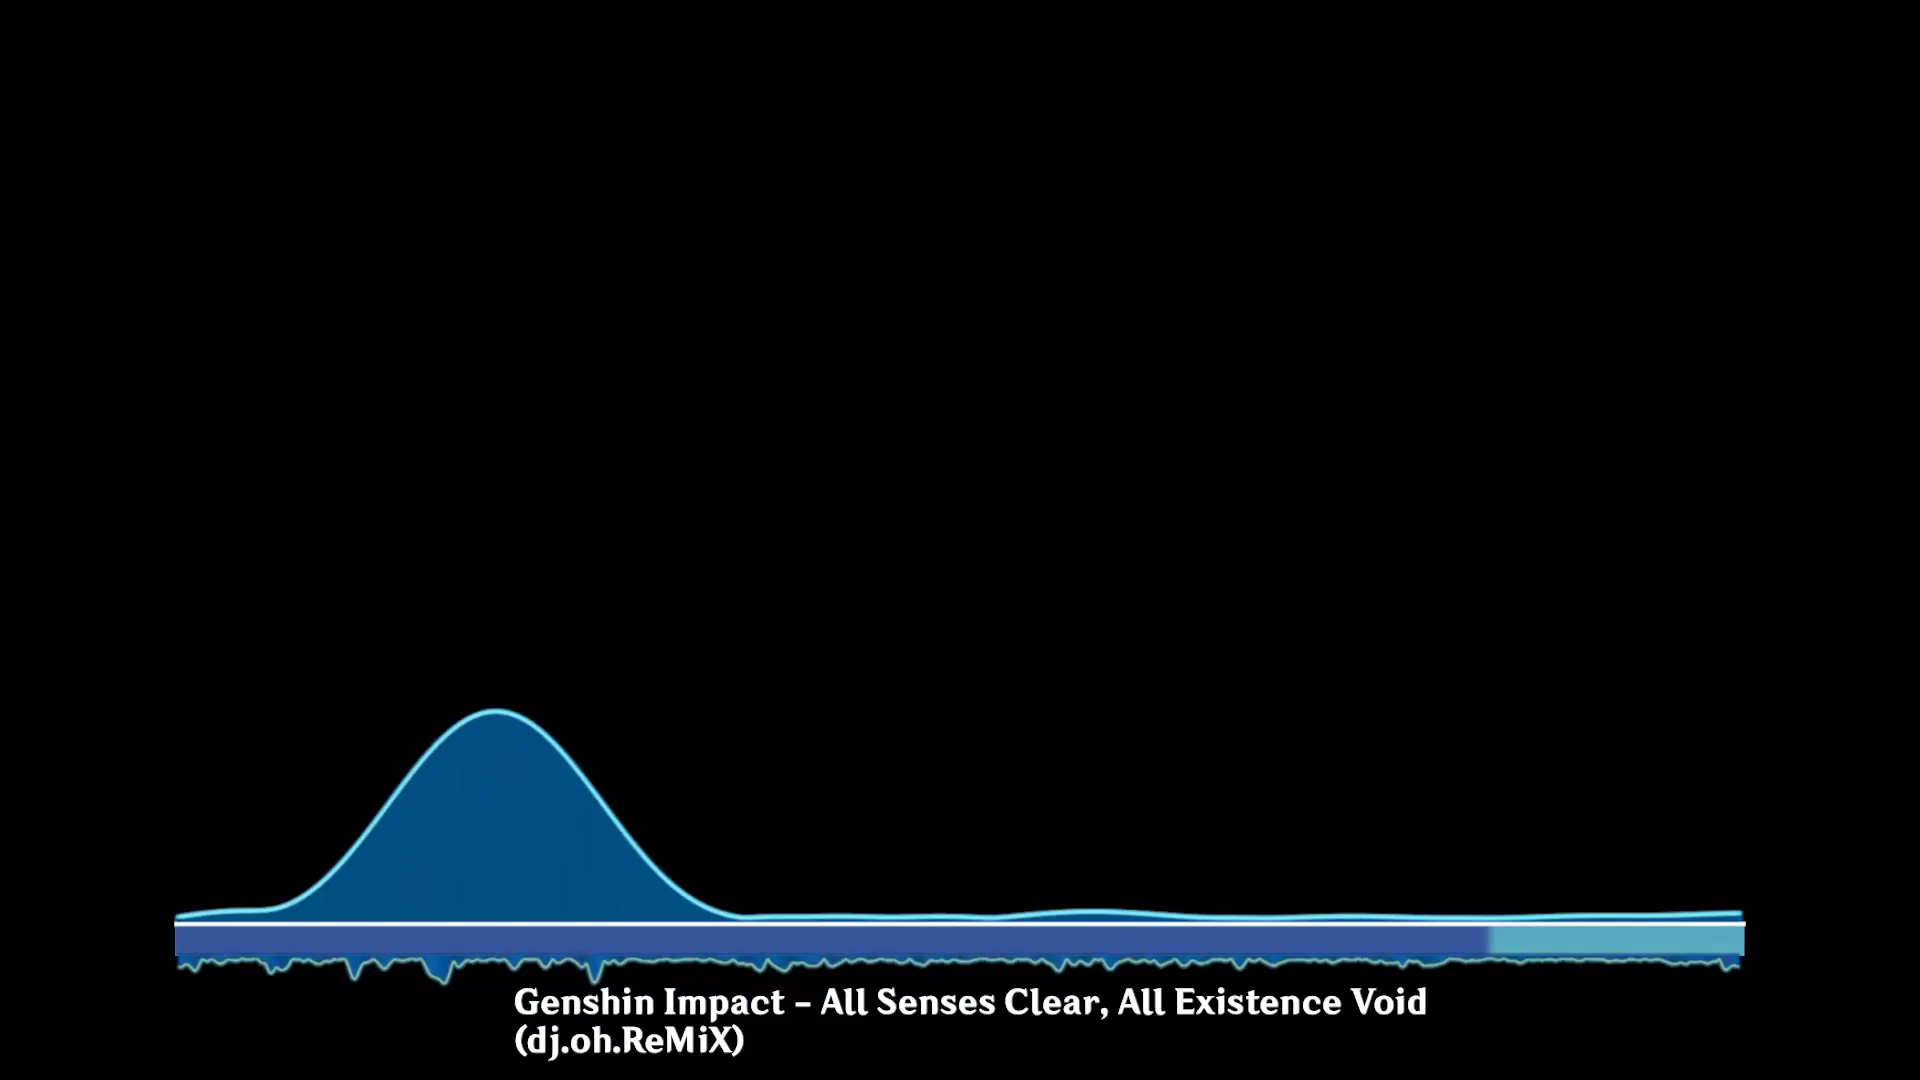 Genshin Impact – All Senses Clear, All Existence Void
(dj.oh.ReMiX)